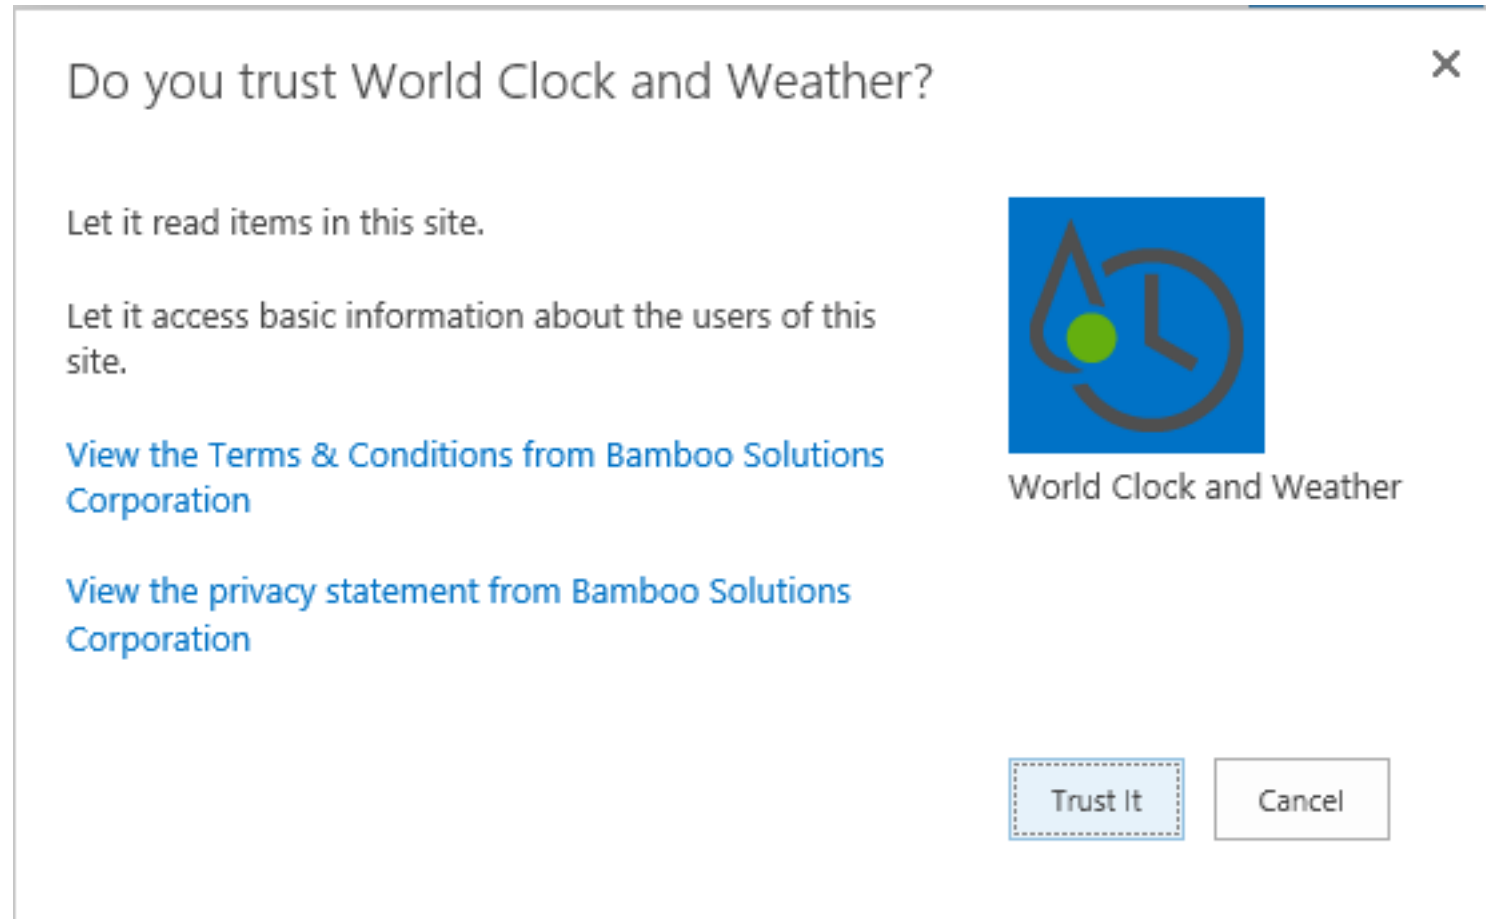 Do you trust World Clock and Weather?
Let it read items in this site.
Let it access basic information about the users of this
site.
View the Terms & Conditions from Bamboo Solutions
Corporation
View the privacy statement from Bamboo Solutions
Corporation
World Clock and Weather
Trust It
Cancel